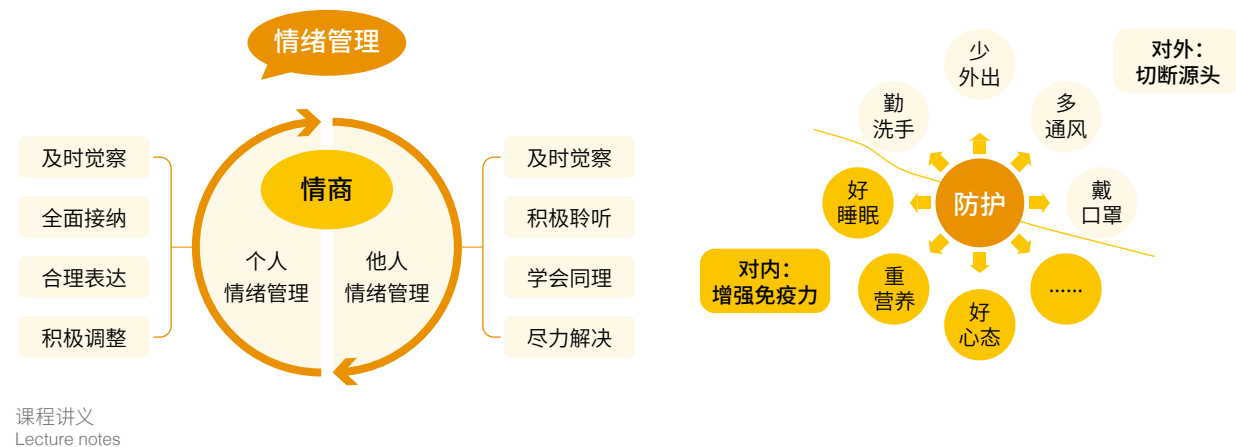 情绪管理
情商
个人
情绪管理
他人
情绪管理
及时觉察
全面接纳
合理表达
积极调整
及时觉察
积极聆听
学会同理
尽力解决
对外：
切断源头
少
外出
勤
洗手
多
通风
戴
口罩
防护
好
睡眠
重
营养
好
心态
……
对内：
增强免疫力
课程讲义
Lecture notes